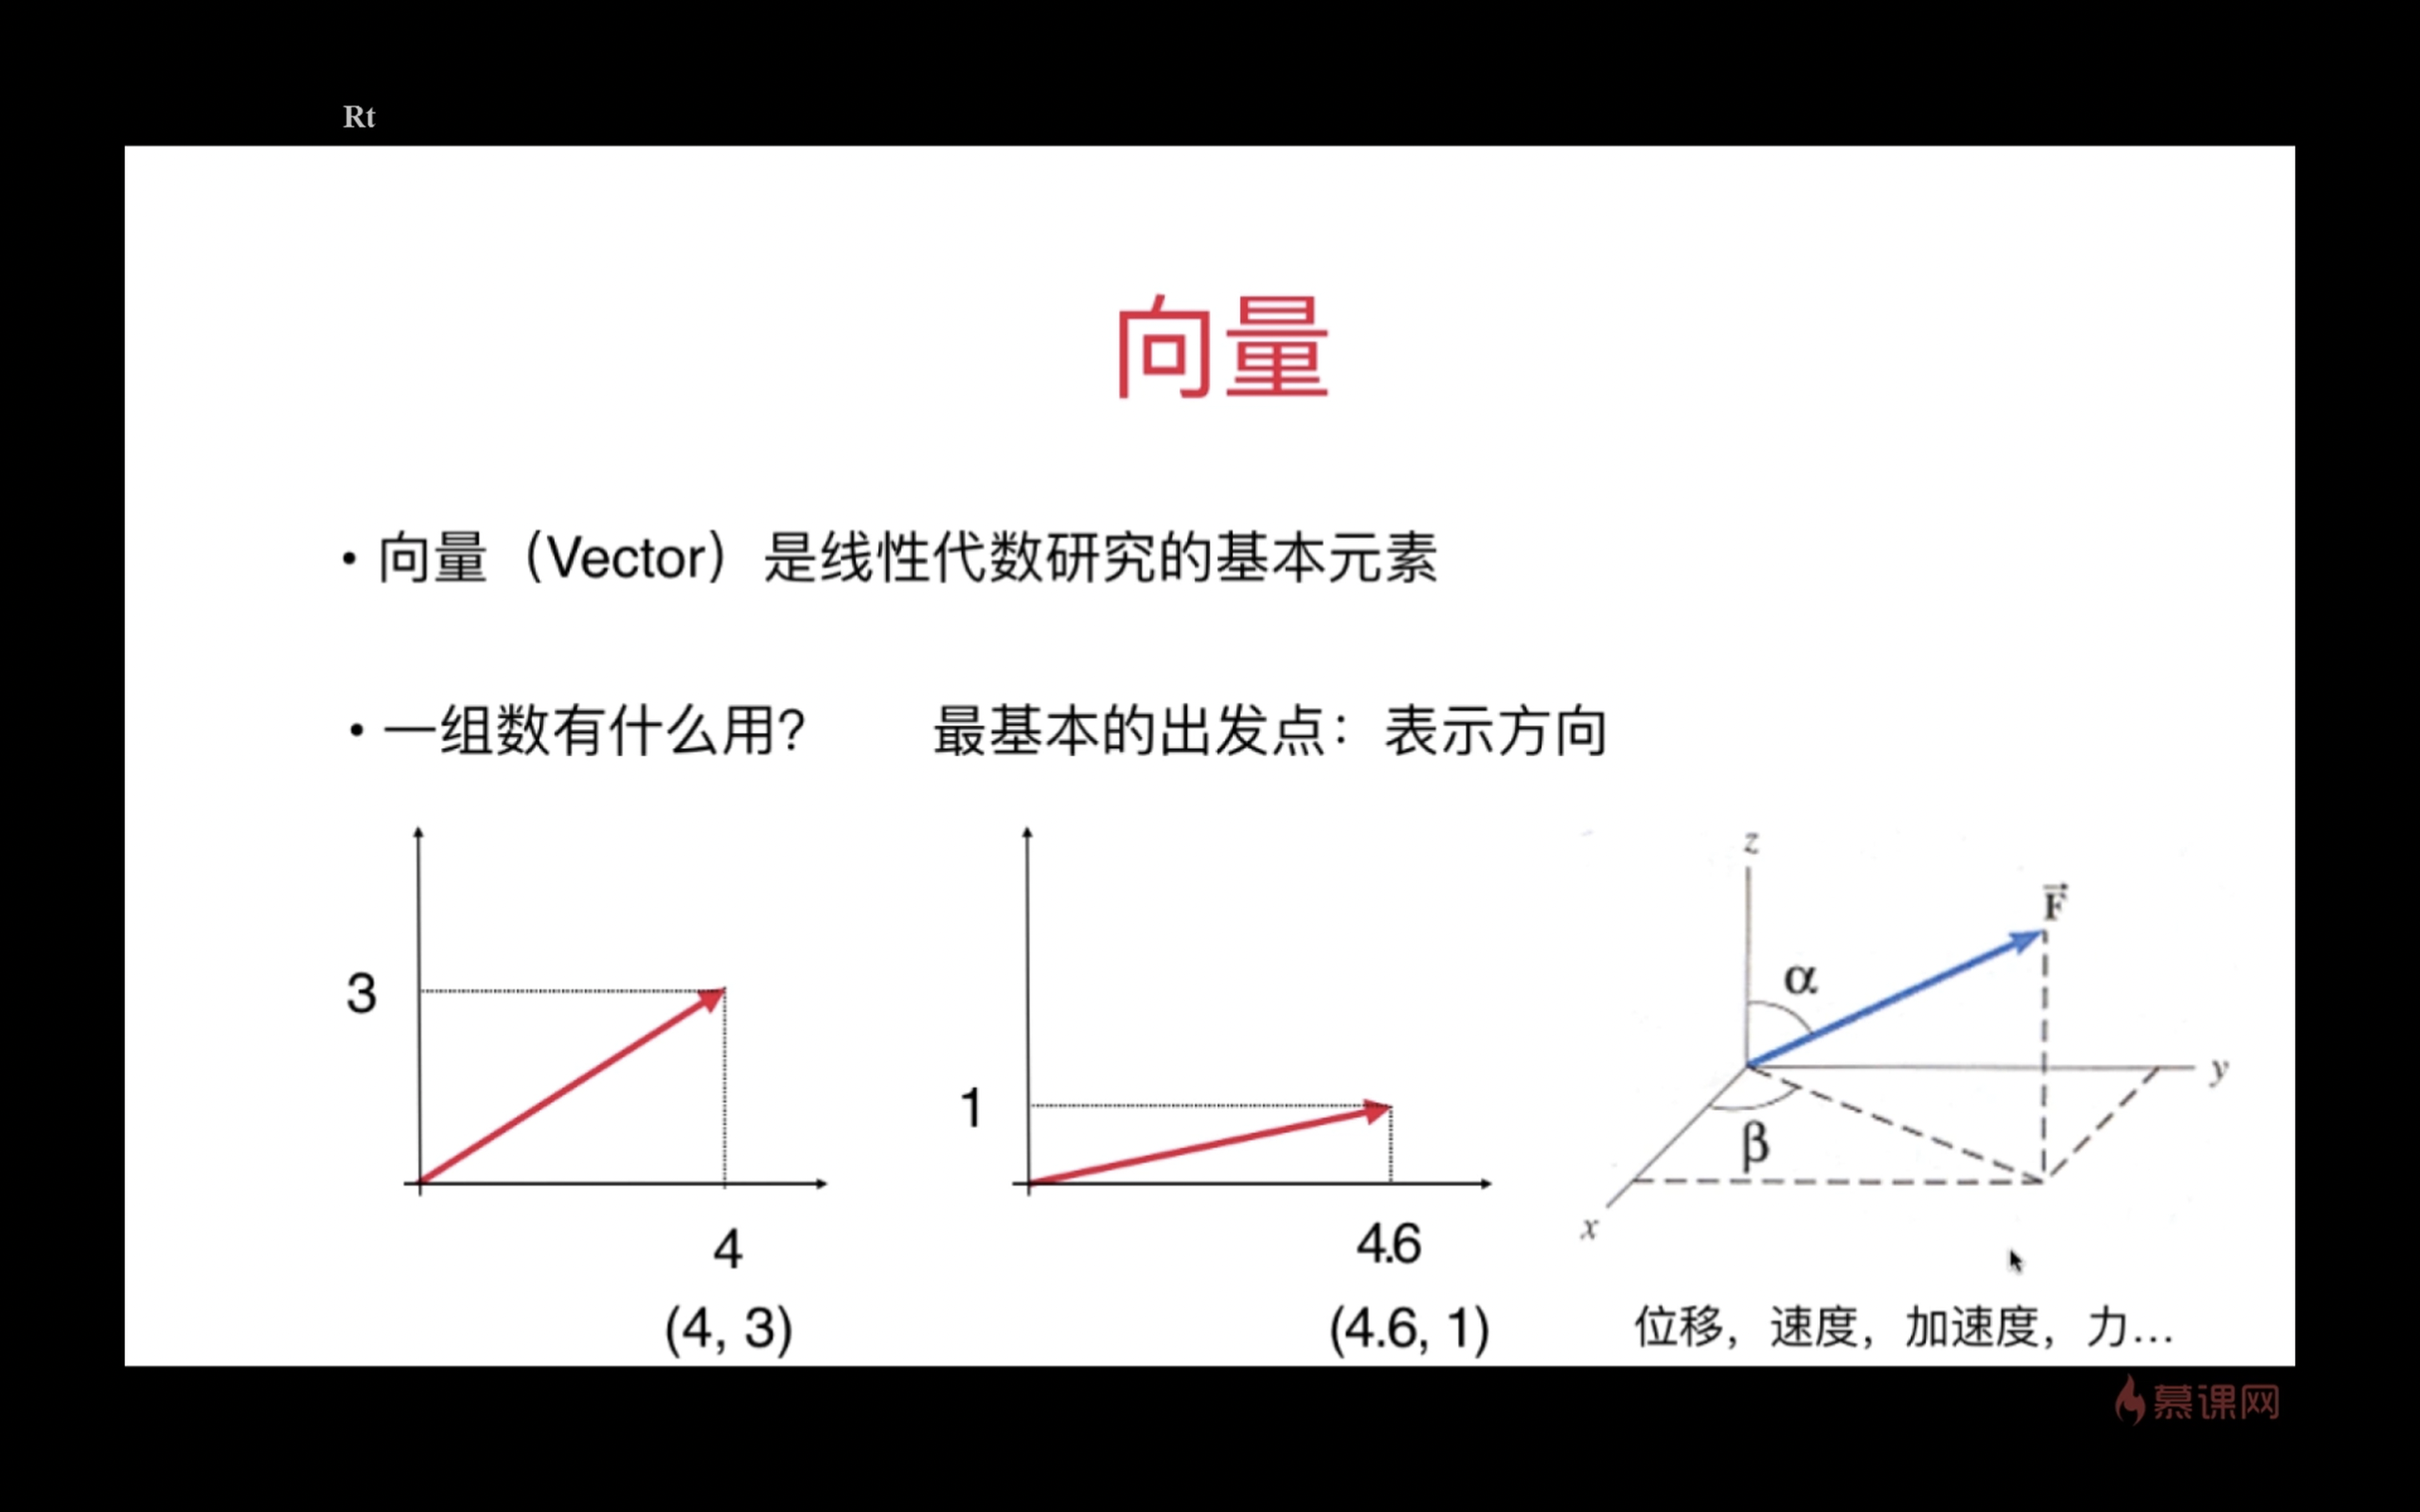 Rt
向量
• 向量（Vector）是线性代数研究的基本元素
• 一组数有什么用？ 最基本的出发点：表示方向
3
4
(4, 3)
1
4.6
(4.6, 1)
z
F⃗
α
y
β
x
位移，速度，加速度，力...
慕课网